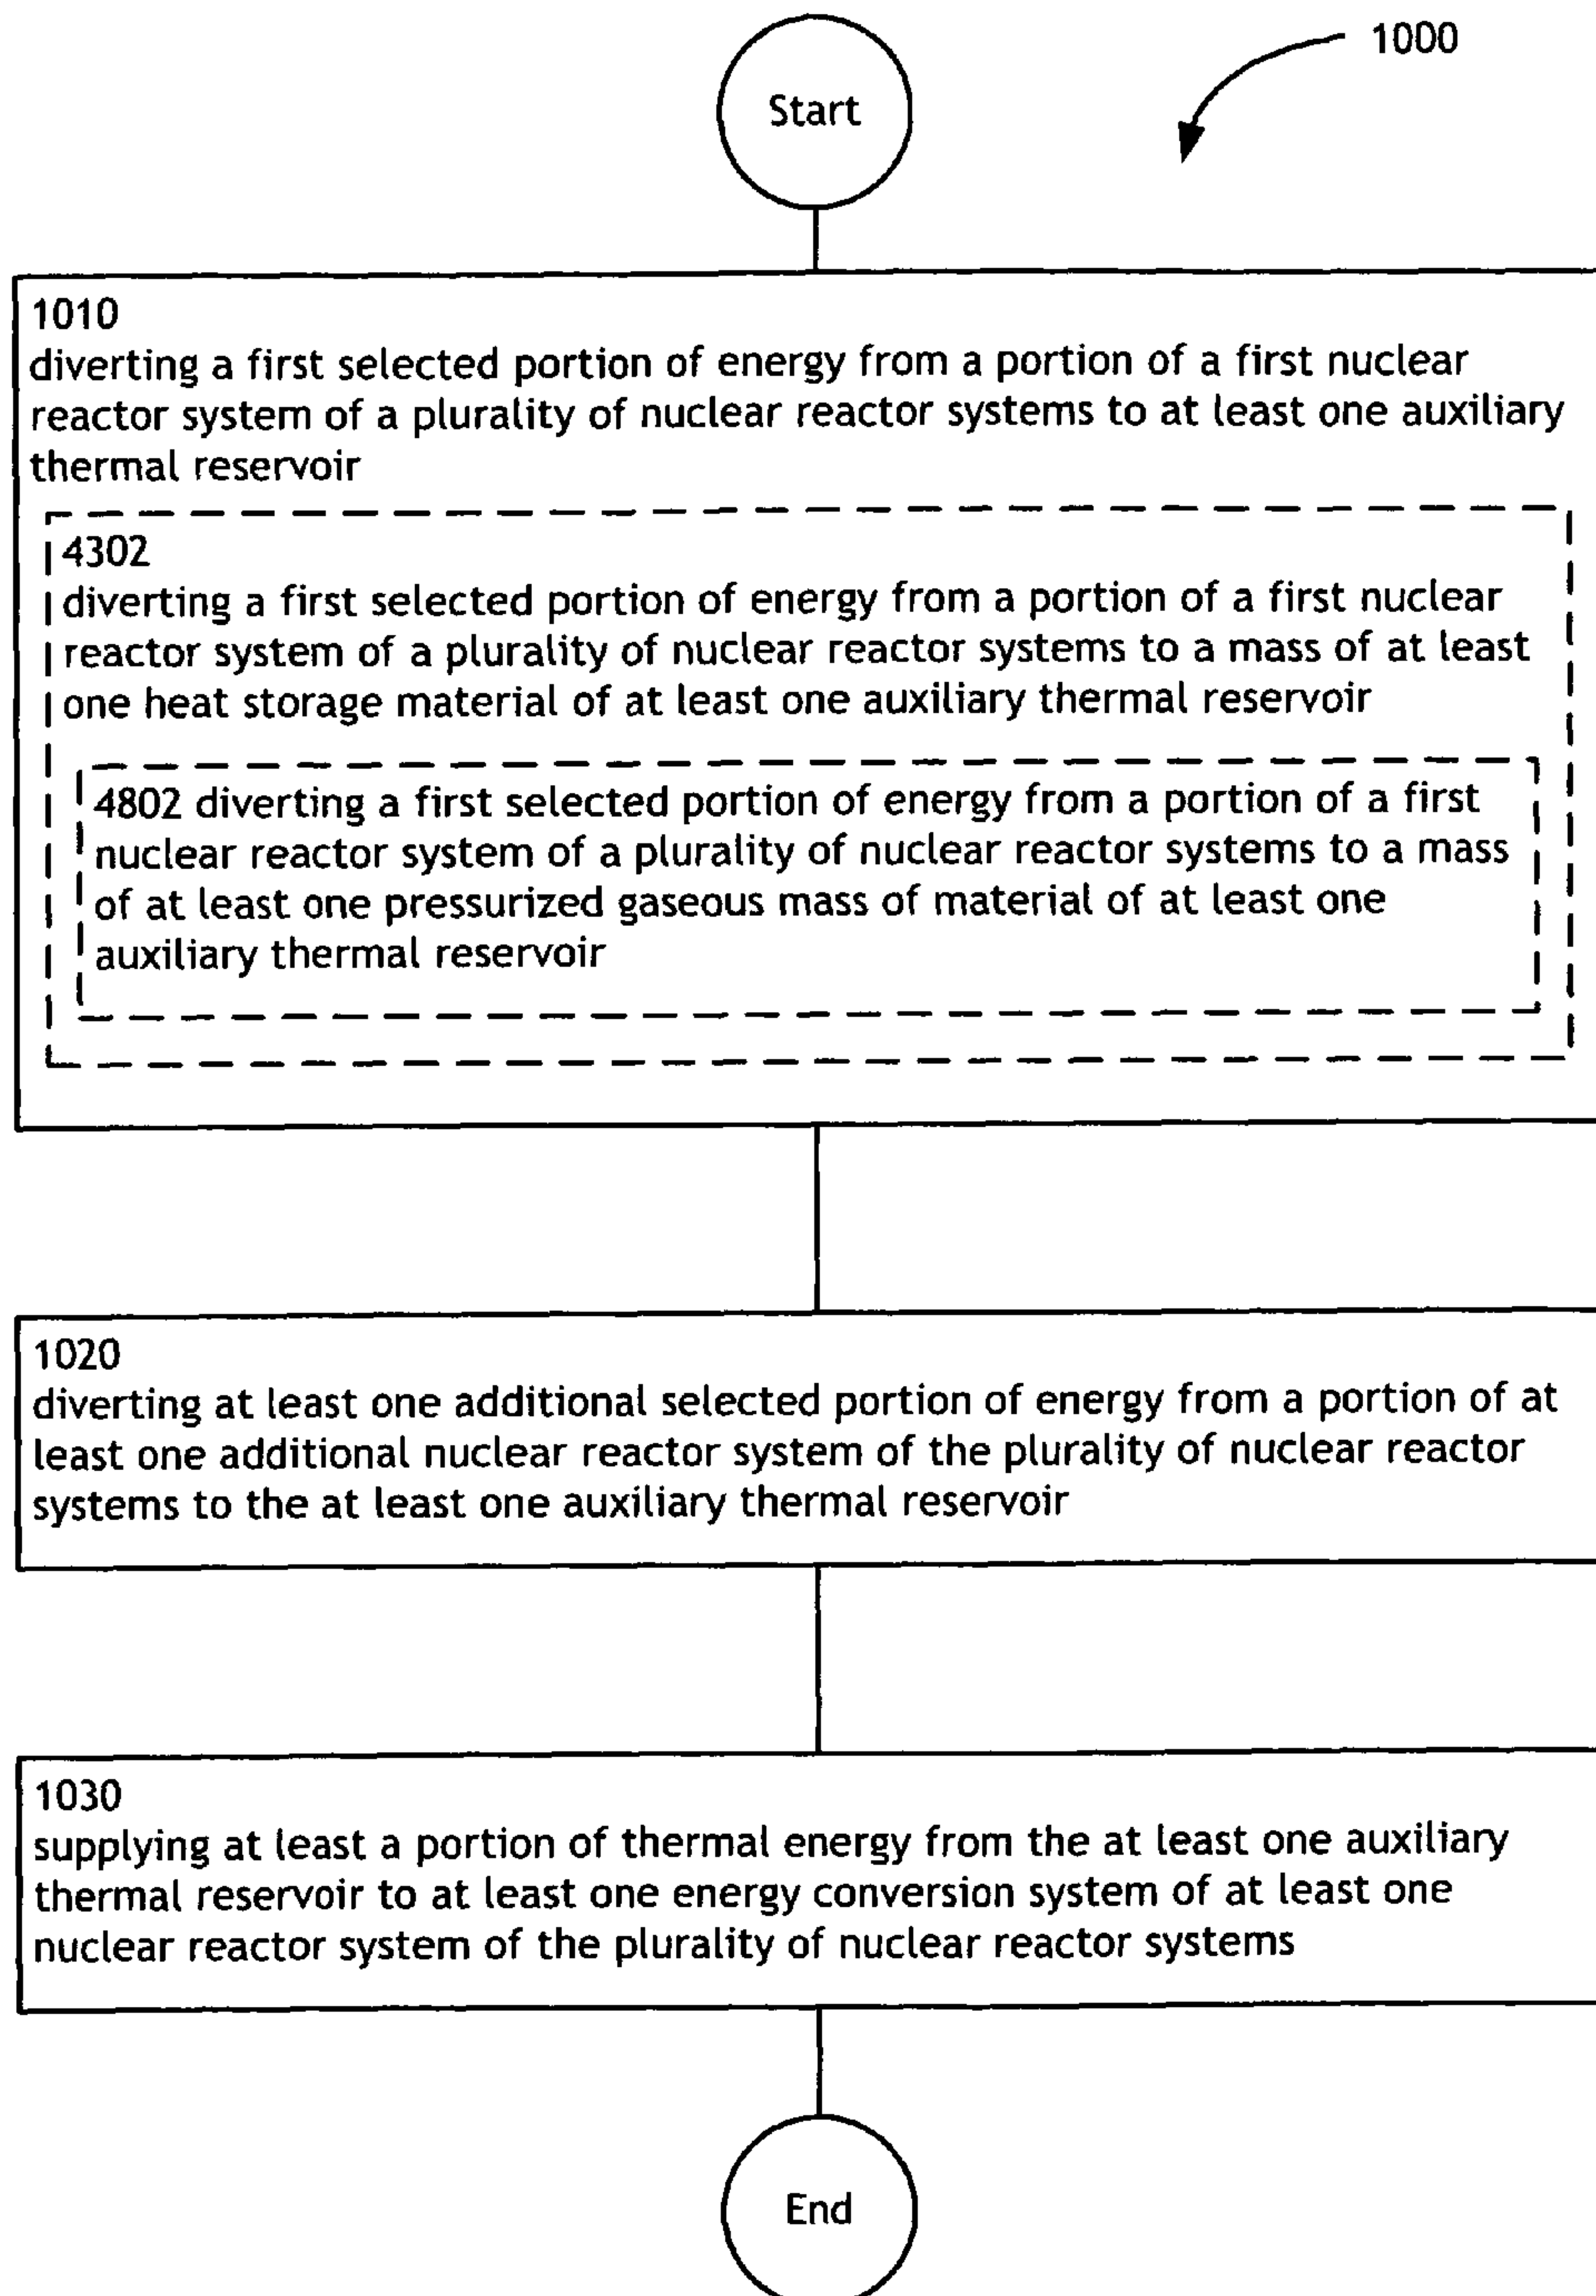 1000
Start
1010
diverting a first selected portion of energy from a portion of a first nuclear
reactor system of a plurality of nuclear reactor systems to at least one auxiliary
thermal reservoir
4302
diverting a first selected portion of energy from a portion of a first nuclear
reactor system of a plurality of nuclear reactor systems to a mass of at least
one heat storage material of at least one auxiliary thermal reservoir
4802 diverting a first selected portion of energy from a portion of a first
nuclear reactor system of a plurality of nuclear reactor systems to a mass
of at least one pressurized gaseous mass of material of at least one
auxiliary thermal reservoir
1020
diverting at least one additional selected portion of energy from a portion of at
least one additional nuclear reactor system of the plurality of nuclear reactor
systems to the at least one auxiliary thermal reservoir
1030
supplying at least a portion of thermal energy from the at least one auxiliary
thermal reservoir to at least one energy conversion system of at least one
nuclear reactor system of the plurality of nuclear reactor systems
End